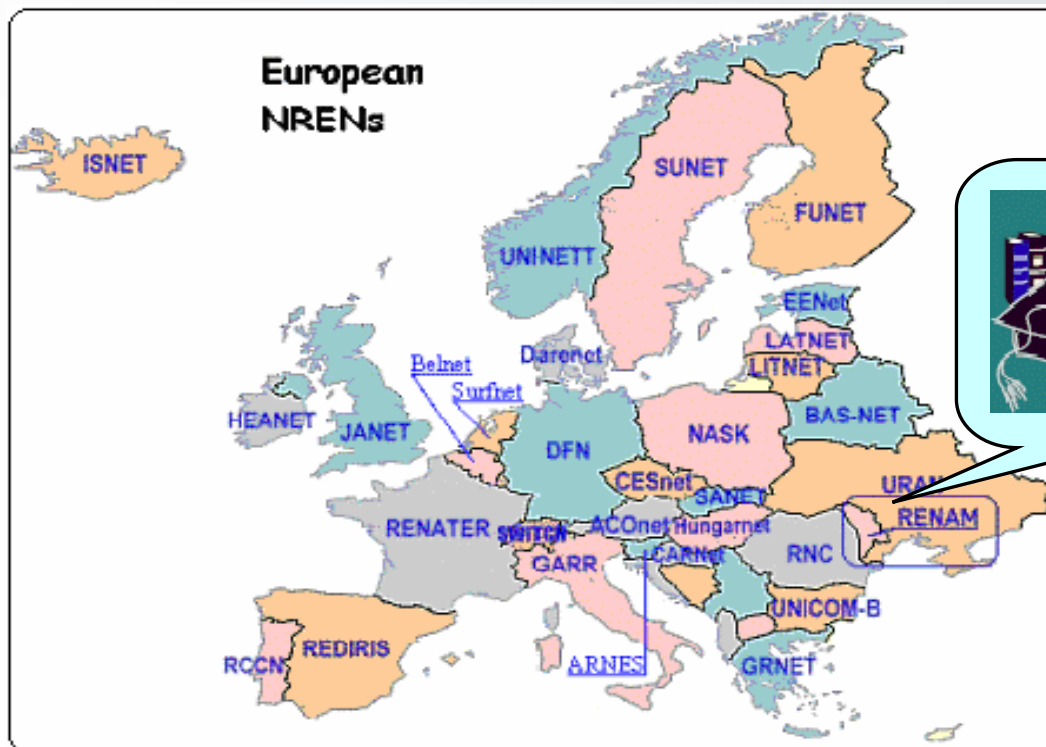 European
NRENs
ISNET
SUNET
FUNET
UNINETT
EENet
LATNET
LITNET
Darenet
Belnet
Surfnet
BAS-NET
HEANET
JANET
DFN
NASK
CESnet
URAN
SANET
RENAM
RENATER
SWITCH
ACOnet
Hungarnet
CARNet
RNC
GARR
UNICOM-B
REDIRIS
RCCN
ARNES
GRNET